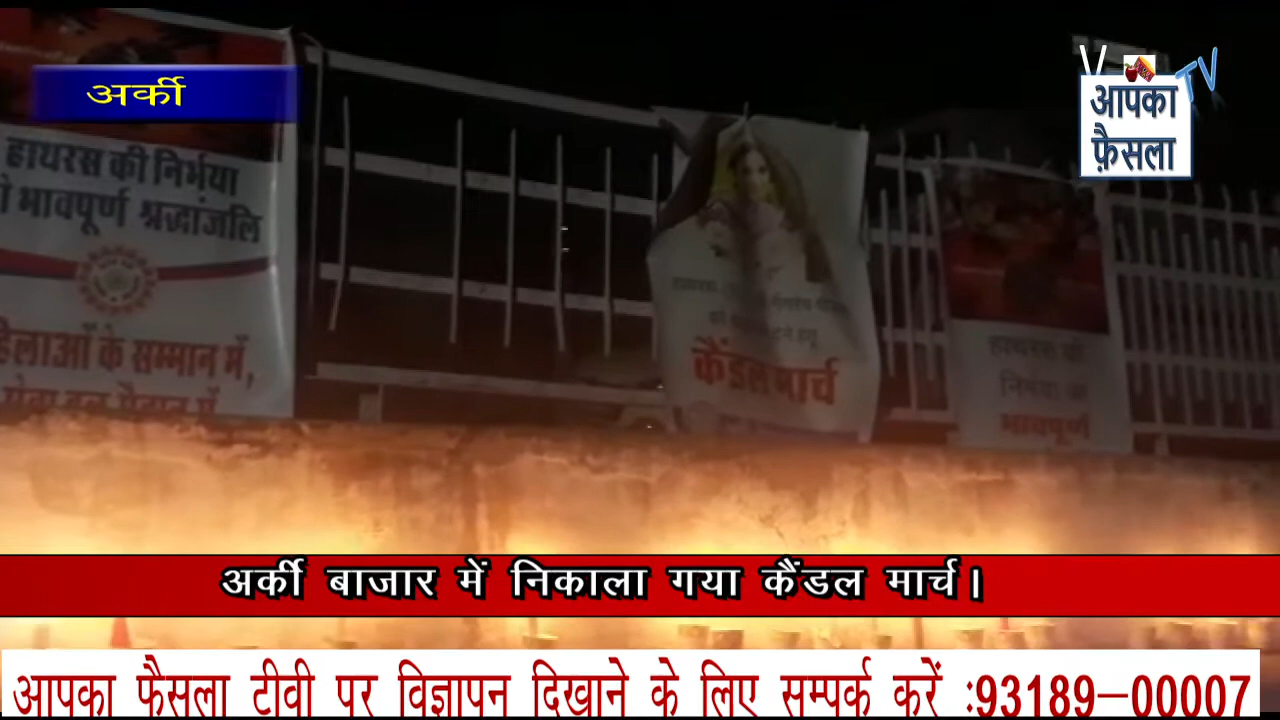 अर्की
V TV
आपका
फ़ैसला
हाथरस की निर्भया
भावपूर्ण श्रद्धांजलि
के सम्मान में,
कैंडलमार्च
हाथरस की
निर्भया को
भावपूर्ण
अर्की बाजार में निकाला गया कैंडल मार्च।
आपका फैसला टीवी पर विज्ञापन दिखाने के लिए सम्पर्क करें :93189–00007